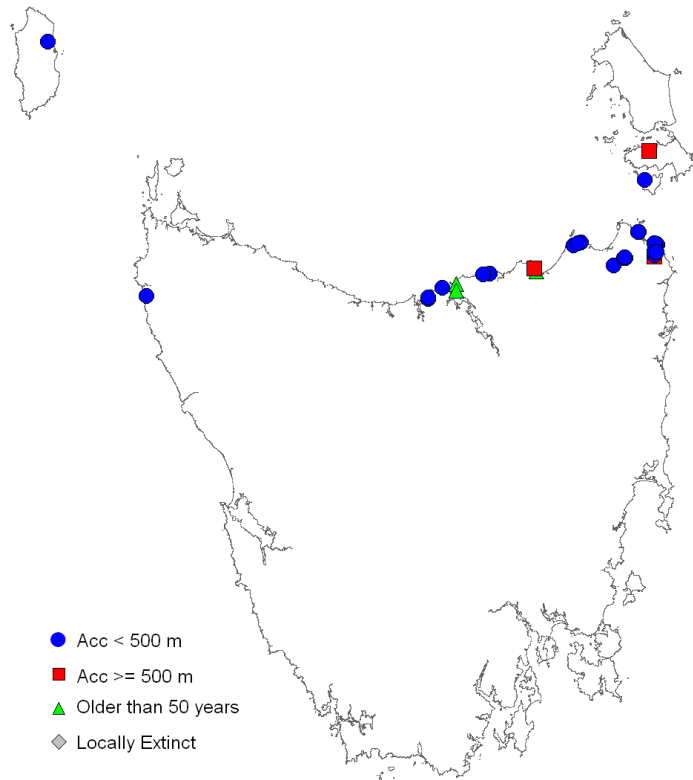 Acc < 500 m
Acc >= 500 m
Older than 50 years
Locally Extinct